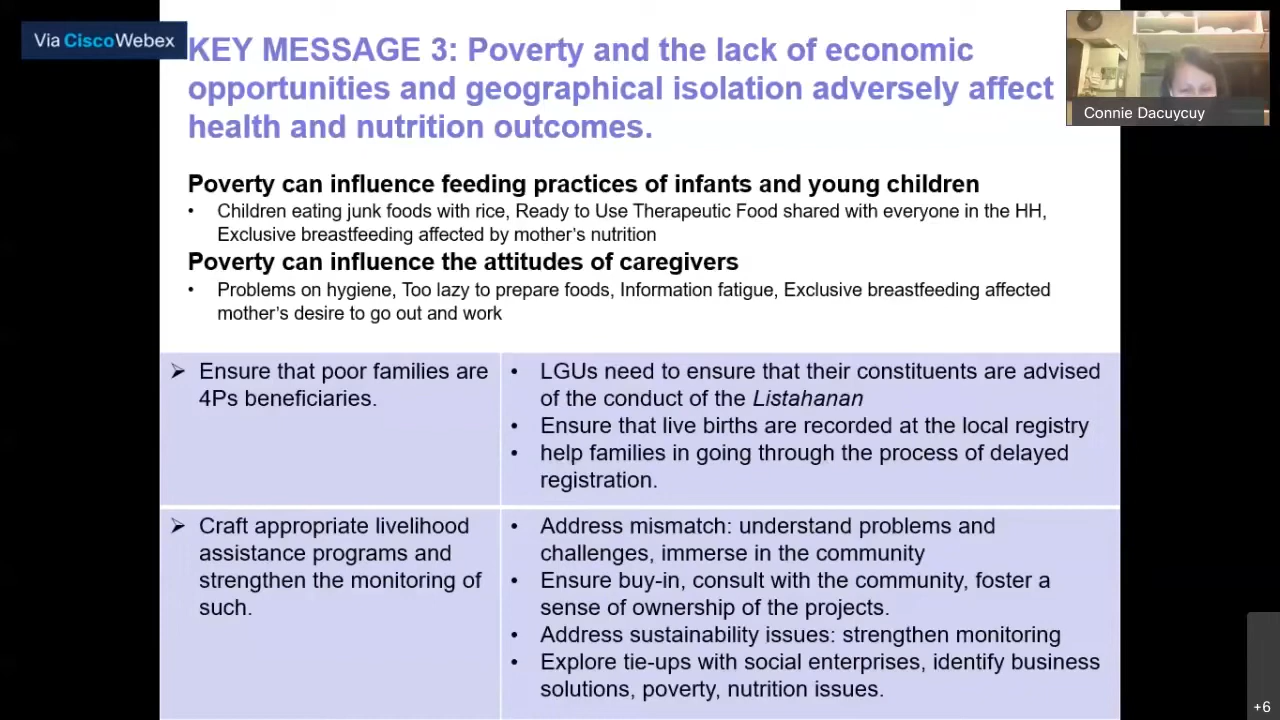 Via CiscoWebex
KEY MESSAGE 3: Poverty and the lack of economic
opportunities and geographical isolation adversely affect
health and nutrition outcomes.
Connie Dacuycuy
Poverty can influence feeding practices of infants and young children
• Children eating junk foods with rice, Ready to Use Therapeutic Food shared with everyone in the HH,
Exclusive breastfeeding affected by mother's nutrition
Poverty can influence the attitudes of caregivers
• Problems on hygiene, Too lazy to prepare foods, Information fatigue, Exclusive breastfeeding affected
mother's desire to go out and work
➢ Ensure that poor families are
4Ps beneficiaries.
• LGUs need to ensure that their constituents are advised
of the conduct of the Listahanan
• Ensure that live births are recorded at the local registry
• help families in going through the process of delayed
registration.
➢ Craft appropriate livelihood
assistance programs and
strengthen the monitoring of
such.
• Address mismatch: understand problems and
challenges, immerse in the community
• Ensure buy-in, consult with the community, foster a
sense of ownership of the projects.
• Address sustainability issues: strengthen monitoring
• Explore tie-ups with social enterprises, identify business
solutions, poverty, nutrition issues.
+6